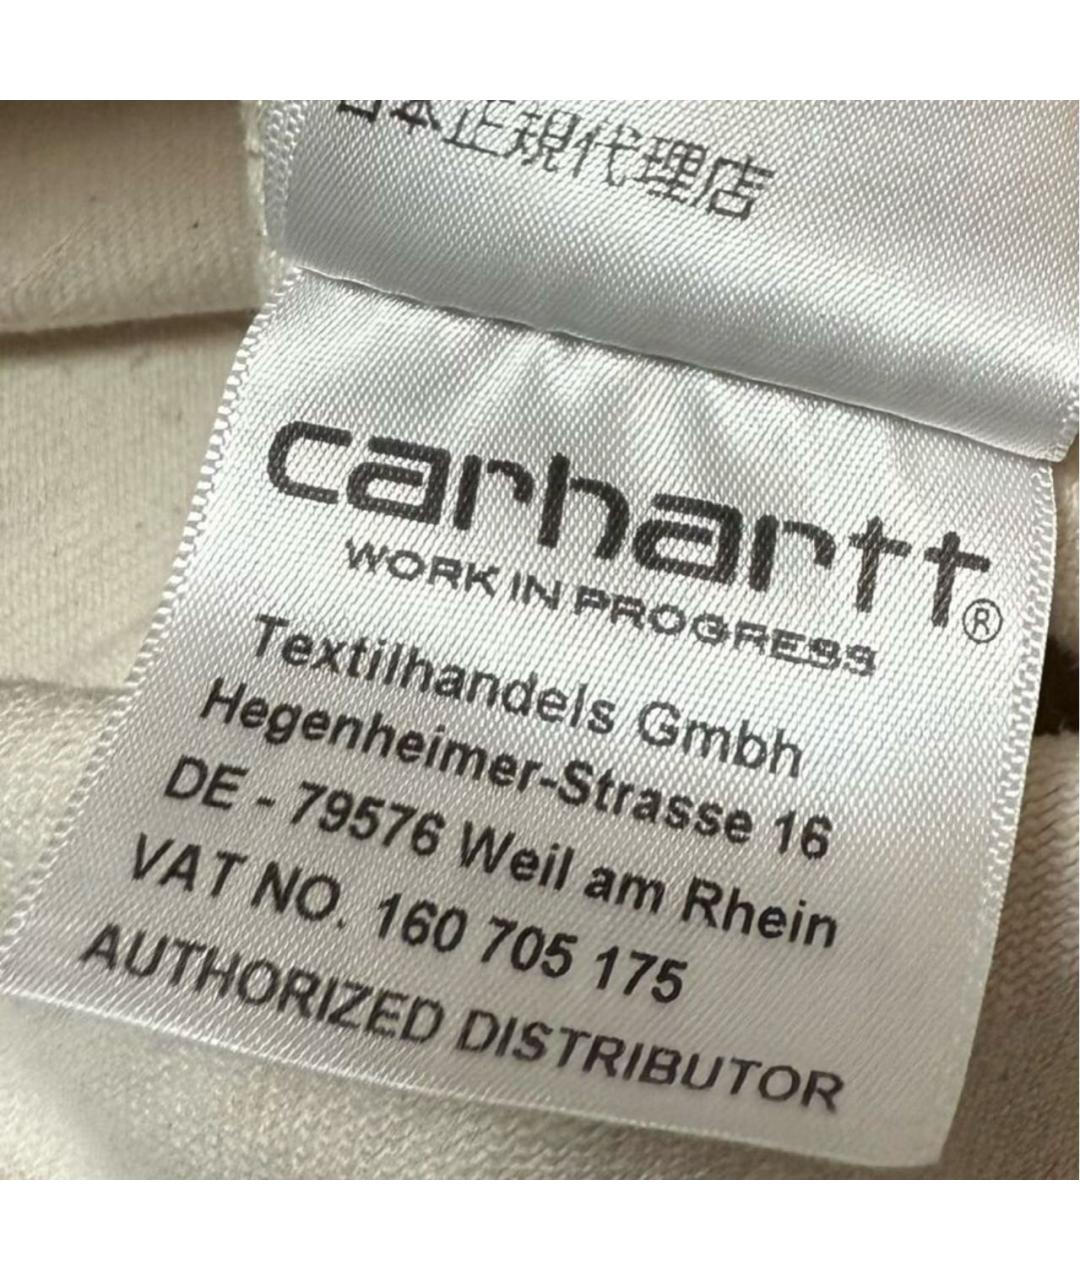 日本正規代理店
carhartt
WORK IN PROGRESS ®
Textilhandels Gmbh
Hegenheimer-Strasse 16
DE - 79576 Weil am Rhein
VAT NO. 160 705 175
AUTHORIZED DISTRIBUTOR